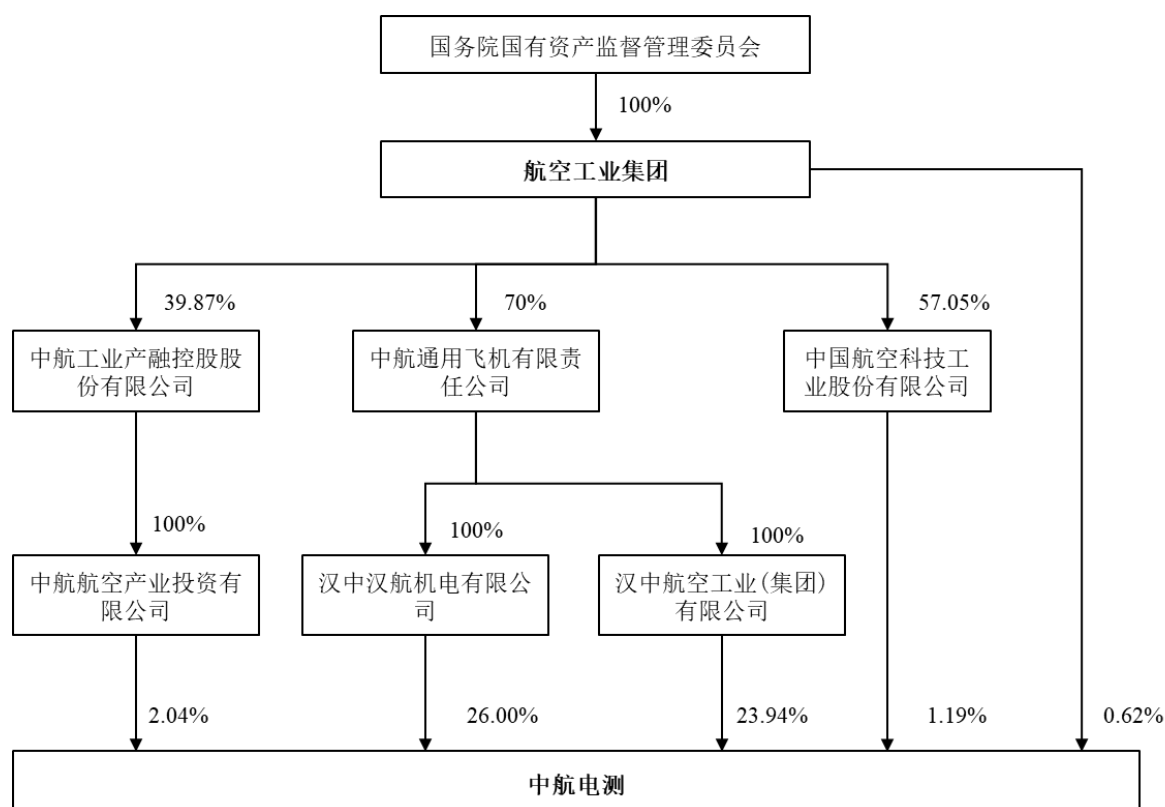 国务院国有资产监督管理委员会
100%
航空工业集团
39.87%
70%
57.05%
中航工业产融控股股
份有限公司
中航通用飞机有限责
任公司
中国航空科技工
业股份有限公司
100%
100%
100%
中航航空产业投资有
限公司
汉中汉航机电有限公
司
汉中航空工业(集团)
有限公司
2.04%
26.00%
23.94%
1.19%
0.62%
中航电测